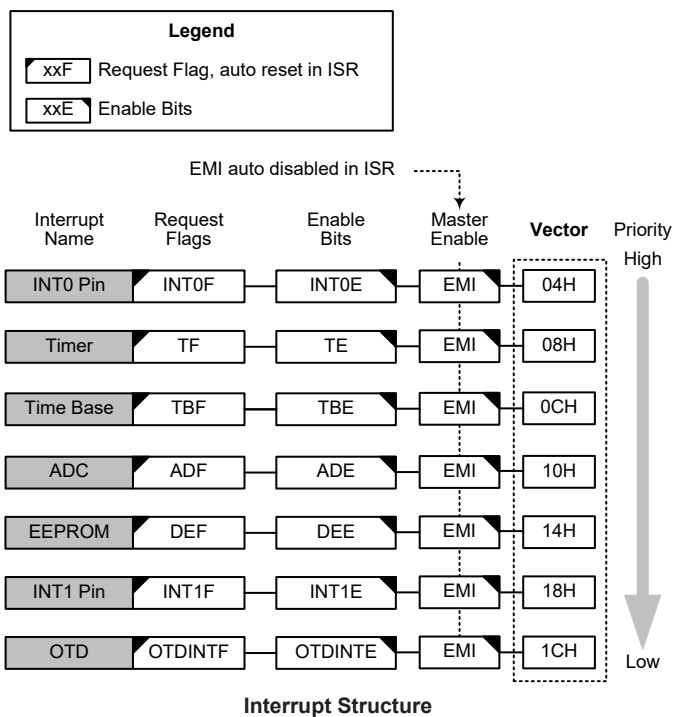 Legend
xxF Request Flag, auto reset in ISR
xxE Enable Bits
EMI auto disabled in ISR
Interrupt Name Request Flags Enable Bits Master Enable Vector Priority
High
INT0 Pin INT0F INT0E EMI 04H
Timer TF TE EMI 08H
Time Base TBF TBE EMI 0CH
ADC ADF ADE EMI 10H
EEPROM DEF DEE EMI 14H
INT1 Pin INT1F INT1E EMI 18H
OTD OTDINTF OTDINTE EMI 1CH Low
Interrupt Structure